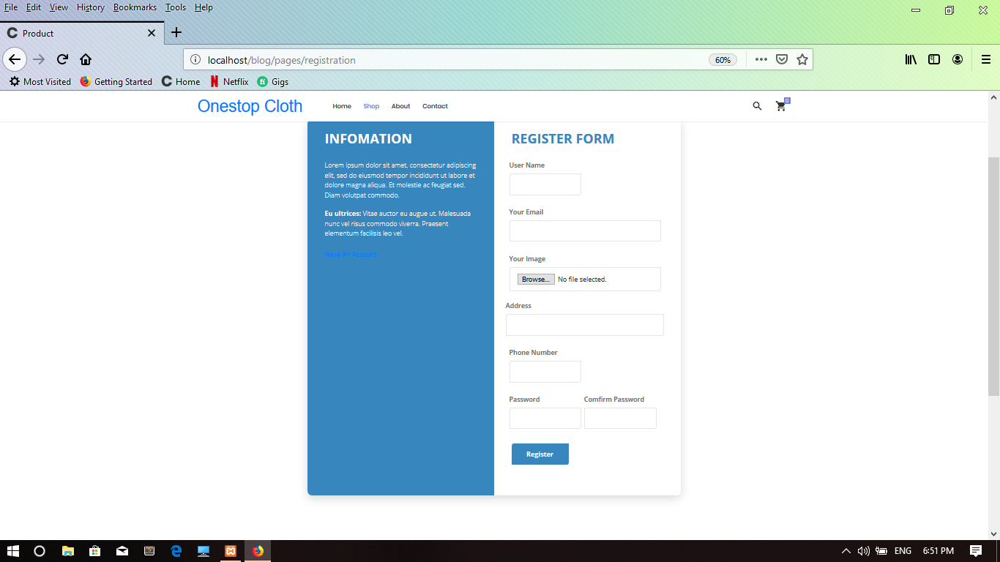 File Edit View History Bookmarks Tools Help
Product
localhost/blog/pages/registration
60%
Most Visited Getting Started Home Netflix Gigs
Onestop Cloth Home Shop About Contact
0
INFOMATION
Lorem ipsum dolor sit amet, consectetur adipiscing
elit, sed do eiusmod tempor incididunt ut labore et
dolore magna aliqua. Et molestie ac feugiat sed.
Diam volutpat commodo.
Eu ultrices: Vitae auctor eu augue ut. Malesuada
nunc vel risus commodo viverra. Praesent
elementum facilisis leo vel.
Have An Account
REGISTER FORM
User Name
Your Email
Your Image
Browse... No file selected.
Address
Phone Number
Password Comfirm Password
Register
ENG 6:51 PM